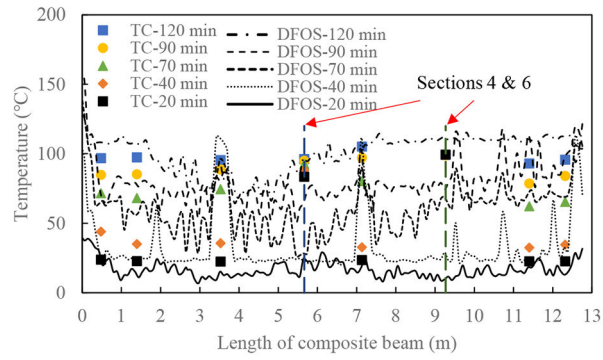 TC-120 min
DFOS-120 min
TC-90 min
DFOS-90 min
TC-70 min
DFOS-70 min
TC-40 min
DFOS-40 min
TC-20 min
DFOS-20 min
Sections 4 & 6
Temperature (°C)
200
150
100
50
0
0 1 2 3 4 5 6 7 8 9 10 11 12 13
Length of composite beam (m)